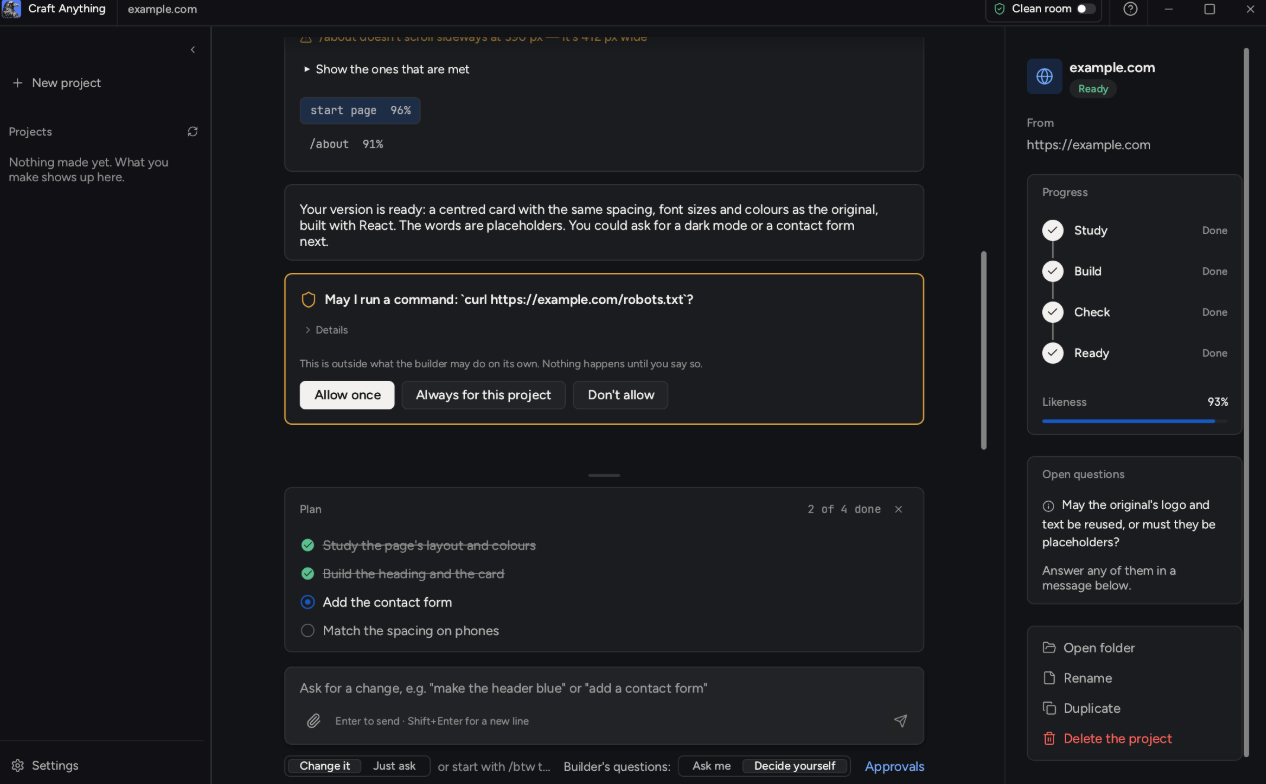 Craft Anything
example.com
Clean room
New project
Projects
Nothing made yet. What you
make shows up here.
Settings
/about doesn't scroll sideways at 390 px — it's 412 px wide
Show the ones that are met
start page 96%
/about 91%
Your version is ready: a centred card with the same spacing, font sizes and colours as the original,
built with React. The words are placeholders. You could ask for a dark mode or a contact form
next.
May I run a command: `curl https://example.com/robots.txt`?
Details
This is outside what the builder may do on its own. Nothing happens until you say so.
Allow once
Always for this project
Don't allow
Plan
2 of 4 done
Study the page's layout and colours
Build the heading and the card
Add the contact form
Match the spacing on phones
Ask for a change, e.g. "make the header blue" or "add a contact form"
Enter to send · Shift+Enter for a new line
Change it
Just ask
or start with /btw t...
Builder's questions:
Ask me
Decide yourself
Approvals
example.com
Ready
From
https://example.com
Progress
Study Done
Build Done
Check Done
Ready Done
Likeness 93%
Open questions
May the original's logo and
text be reused, or must they be
placeholders?
Answer any of them in a
message below.
Open folder
Rename
Duplicate
Delete the project